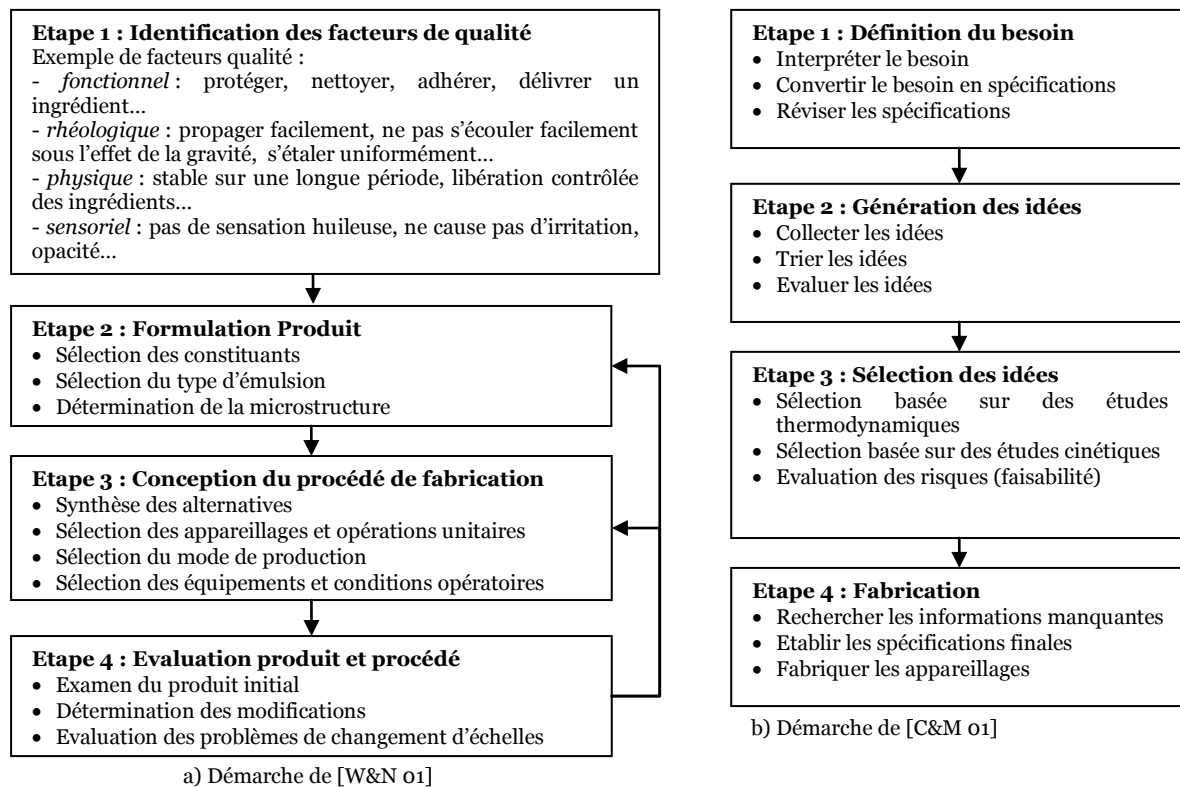 Etape 1 : Identification des facteurs de qualité
Exemple de facteurs qualité :
- fonctionnel : protéger, nettoyer, adhérer, délivrer un
ingrédient…
- rhéologique : propager facilement, ne pas s’écouler facilement
sous l’effet de la gravité, s’étaler uniformément…
- physique : stable sur une longue période, libération contrôlée
des ingrédients…
- sensoriel : pas de sensation huileuse, ne cause pas d’irritation,
opacité…
Etape 2 : Formulation Produit
• Sélection des constituants
• Sélection du type d’émulsion
• Détermination de la microstructure
Etape 3 : Conception du procédé de fabrication
• Synthèse des alternatives
• Sélection des appareillages et opérations unitaires
• Sélection du mode de production
• Sélection des équipements et conditions opératoires
Etape 4 : Evaluation produit et procédé
• Examen du produit initial
• Détermination des modifications
• Evaluation des problèmes de changement d’échelles
a) Démarche de [W&N 01]
Etape 1 : Définition du besoin
• Interpréter le besoin
• Convertir le besoin en spécifications
• Réviser les spécifications
Etape 2 : Génération des idées
• Collecter les idées
• Trier les idées
• Evaluer les idées
Etape 3 : Sélection des idées
• Sélection basée sur des études
thermodynamiques
• Sélection basée sur des études cinétiques
• Evaluation des risques (faisabilité)
Etape 4 : Fabrication
• Rechercher les informations manquantes
• Etablir les spécifications finales
• Fabriquer les appareillages
b) Démarche de [C&M 01]